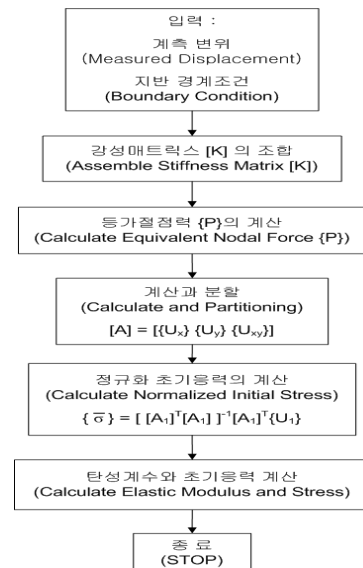 입력 :
계측 변위
(Measured Displacement)
지반 경계조건
(Boundary Condition)
강성매트릭스 [K] 의 조합
(Assemble Stiffness Matrix [K])
등가절점력 {P}의 계산
(Calculate Equivalent Nodal Force {P})
계산과 분할
(Calculate and Partitioning)
[A] = [{Uₓ} {Uᵧ} {Uₓᵧ}]
정규화 초기응력의 계산
(Calculate Normalized Initial Stress)
{ σ̅ } = [ [A₁]ᵀ[A₁] ]⁻¹[A₁]ᵀ{U₁}
탄성계수와 초기응력 계산
(Calculate Elastic Modulus and Stress)
종 료
(STOP)